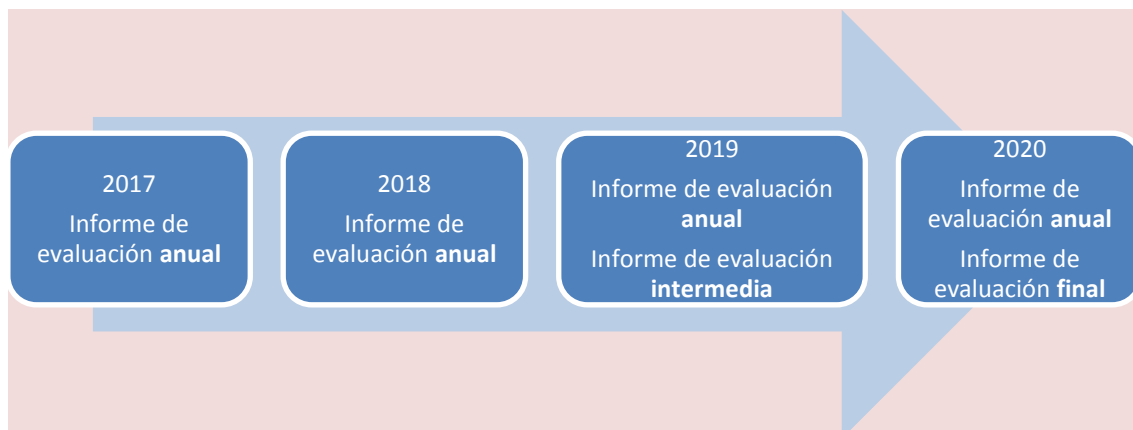 2017
Informe de
evaluación anual
2018
Informe de
evaluación anual
2019
Informe de evaluación
anual
Informe de evaluación
intermedia
2020
Informe de
evaluación anual
Informe de
evaluación final